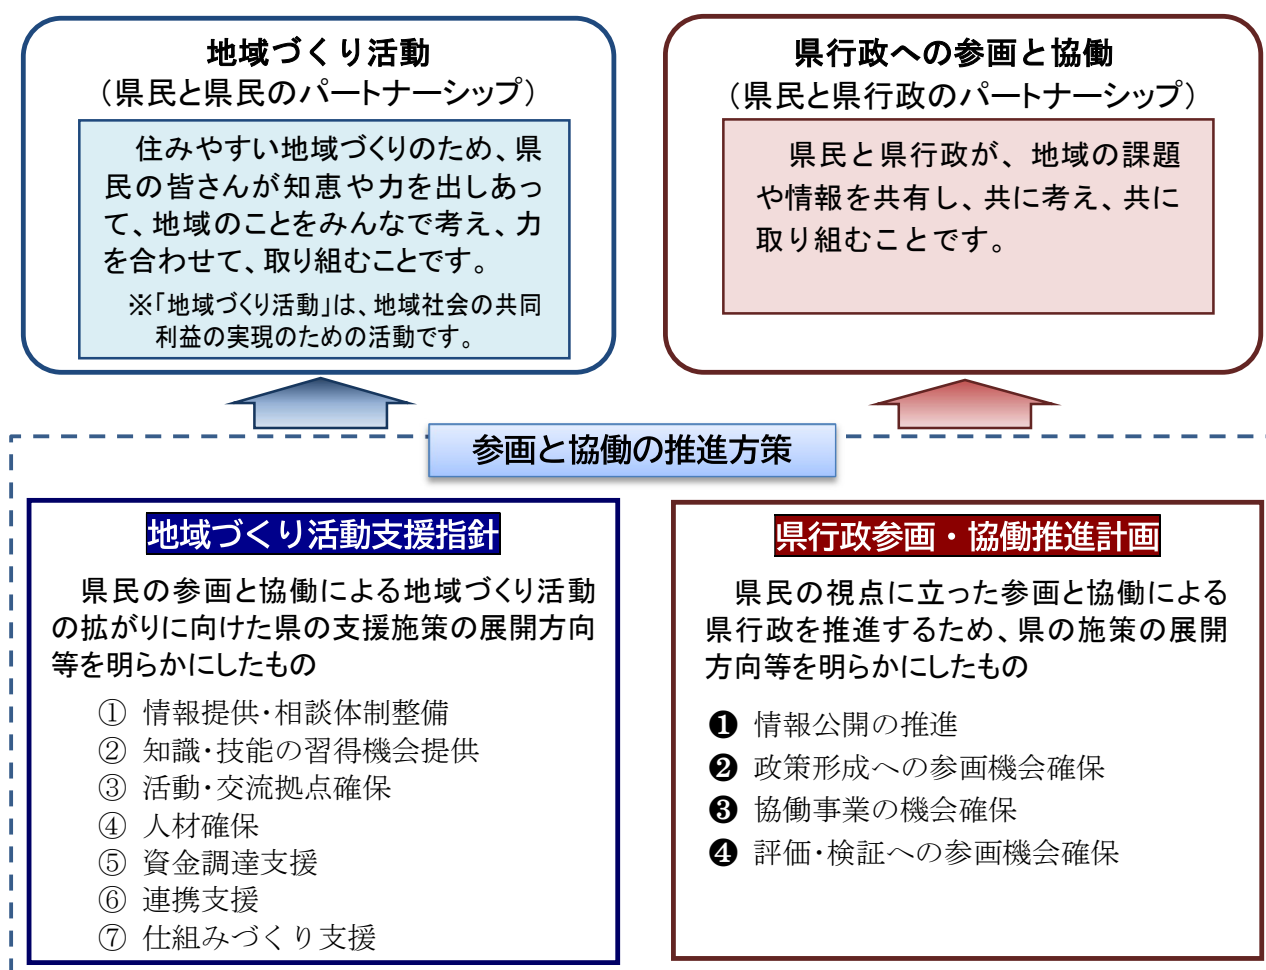 地域づくり活動
（県民と県民のパートナーシップ）
住みやすい地域づくりのため、県
民の皆さんが知恵や力を出しあっ
て、地域のことをみんなで考え、力
を合わせて、取り組むことです。
※「地域づくり活動」は、地域社会の共同
利益の実現のための活動です。
県行政への参画と協働
（県民と県行政のパートナーシップ）
県民と県行政が、地域の課題
や情報を共有し、共に考え、共に
取り組むことです。
参画と協働の推進方策
地域づくり活動支援指針
県民の参画と協働による地域づくり活動
の拡がりに向けた県の支援施策の展開方向
等を明らかにしたもの
① 情報提供・相談体制整備
② 知識・技能の習得機会提供
③ 活動・交流拠点確保
④ 人材確保
⑤ 資金調達支援
⑥ 連携支援
⑦ 仕組みづくり支援
県行政参画・協働推進計画
県民の視点に立った参画と協働による
県行政を推進するため、県の施策の展開
方向等を明らかにしたもの
❶ 情報公開の推進
❷ 政策形成への参画機会確保
❸ 協働事業の機会確保
❹ 評価・検証への参画機会確保